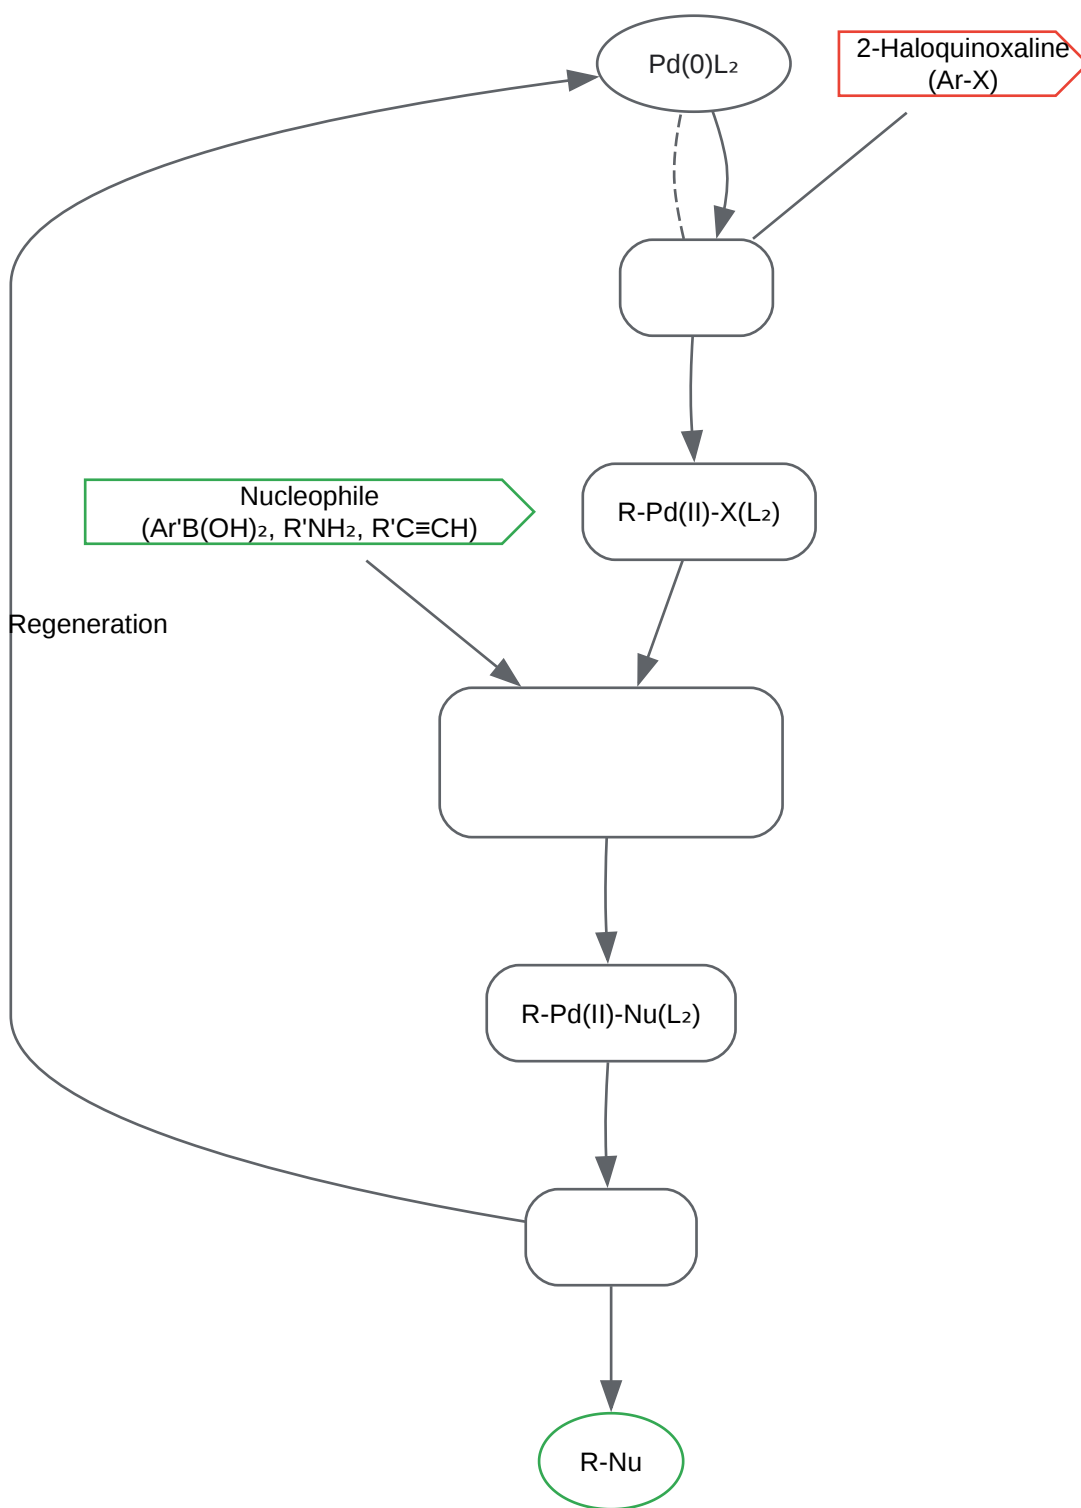 Pd(0)L₂
2-Haloquinoxaline
(Ar-X)
R-Pd(II)-X(L₂)
Nucleophile
(Ar'B(OH)₂, R'NH₂, R'C≡CH)
Regeneration
R-Pd(II)-Nu(L₂)
R-Nu